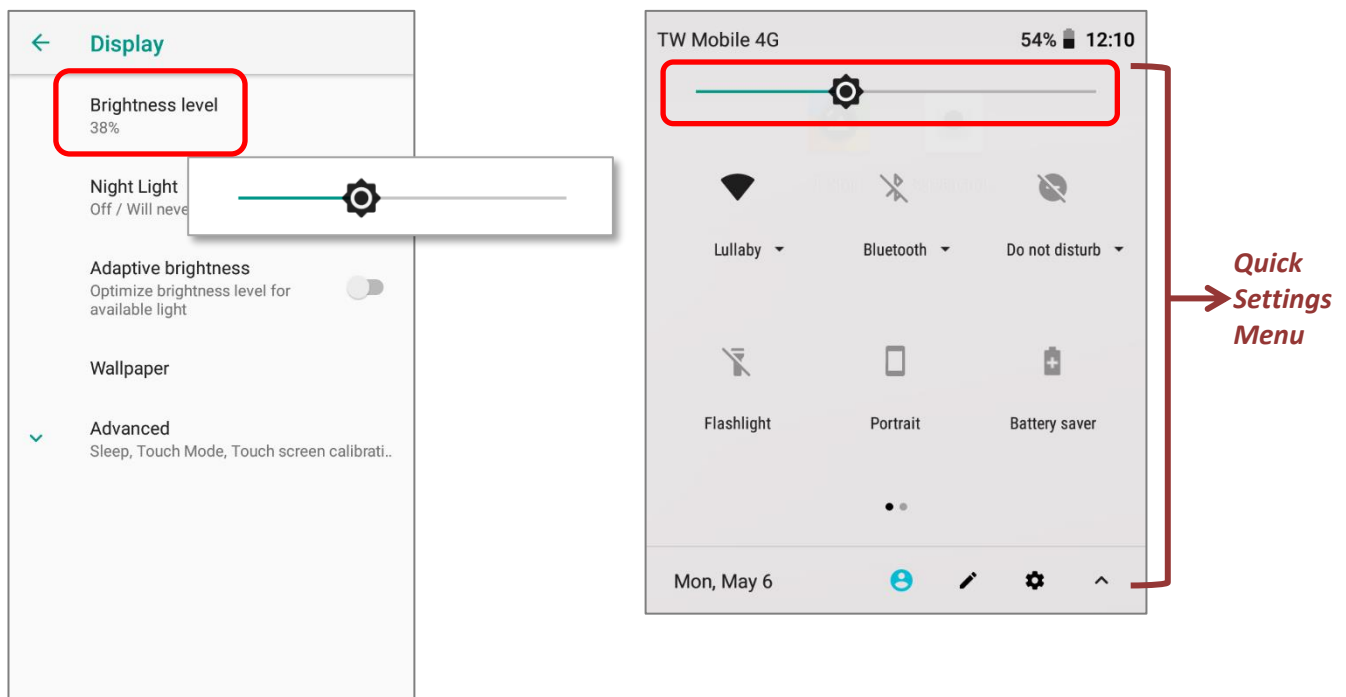 Display
Brightness level
38%
Night Light
Off / Will neve
Adaptive brightness
Optimize brightness level for
available light
Wallpaper
Advanced
Sleep, Touch Mode, Touch screen calibrati..
TW Mobile 4G 54% 12:10
Lullaby Bluetooth Do not disturb
Flashlight Portrait Battery saver
Mon, May 6
Quick
Settings
Menu